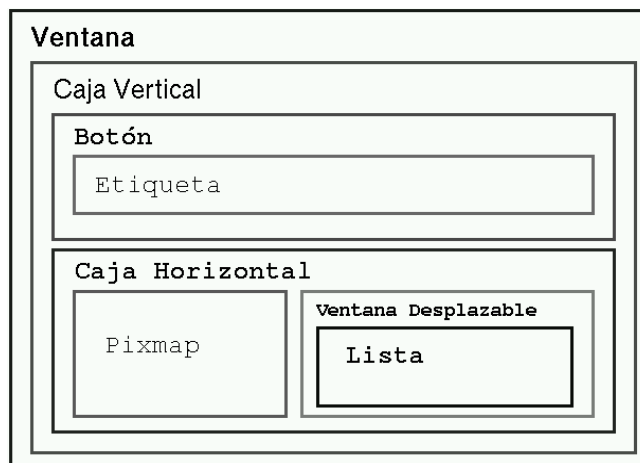 Ventana
Caja Vertical
Botón
Etiqueta
Caja Horizontal
Pixmap
Ventana Desplazable
Lista